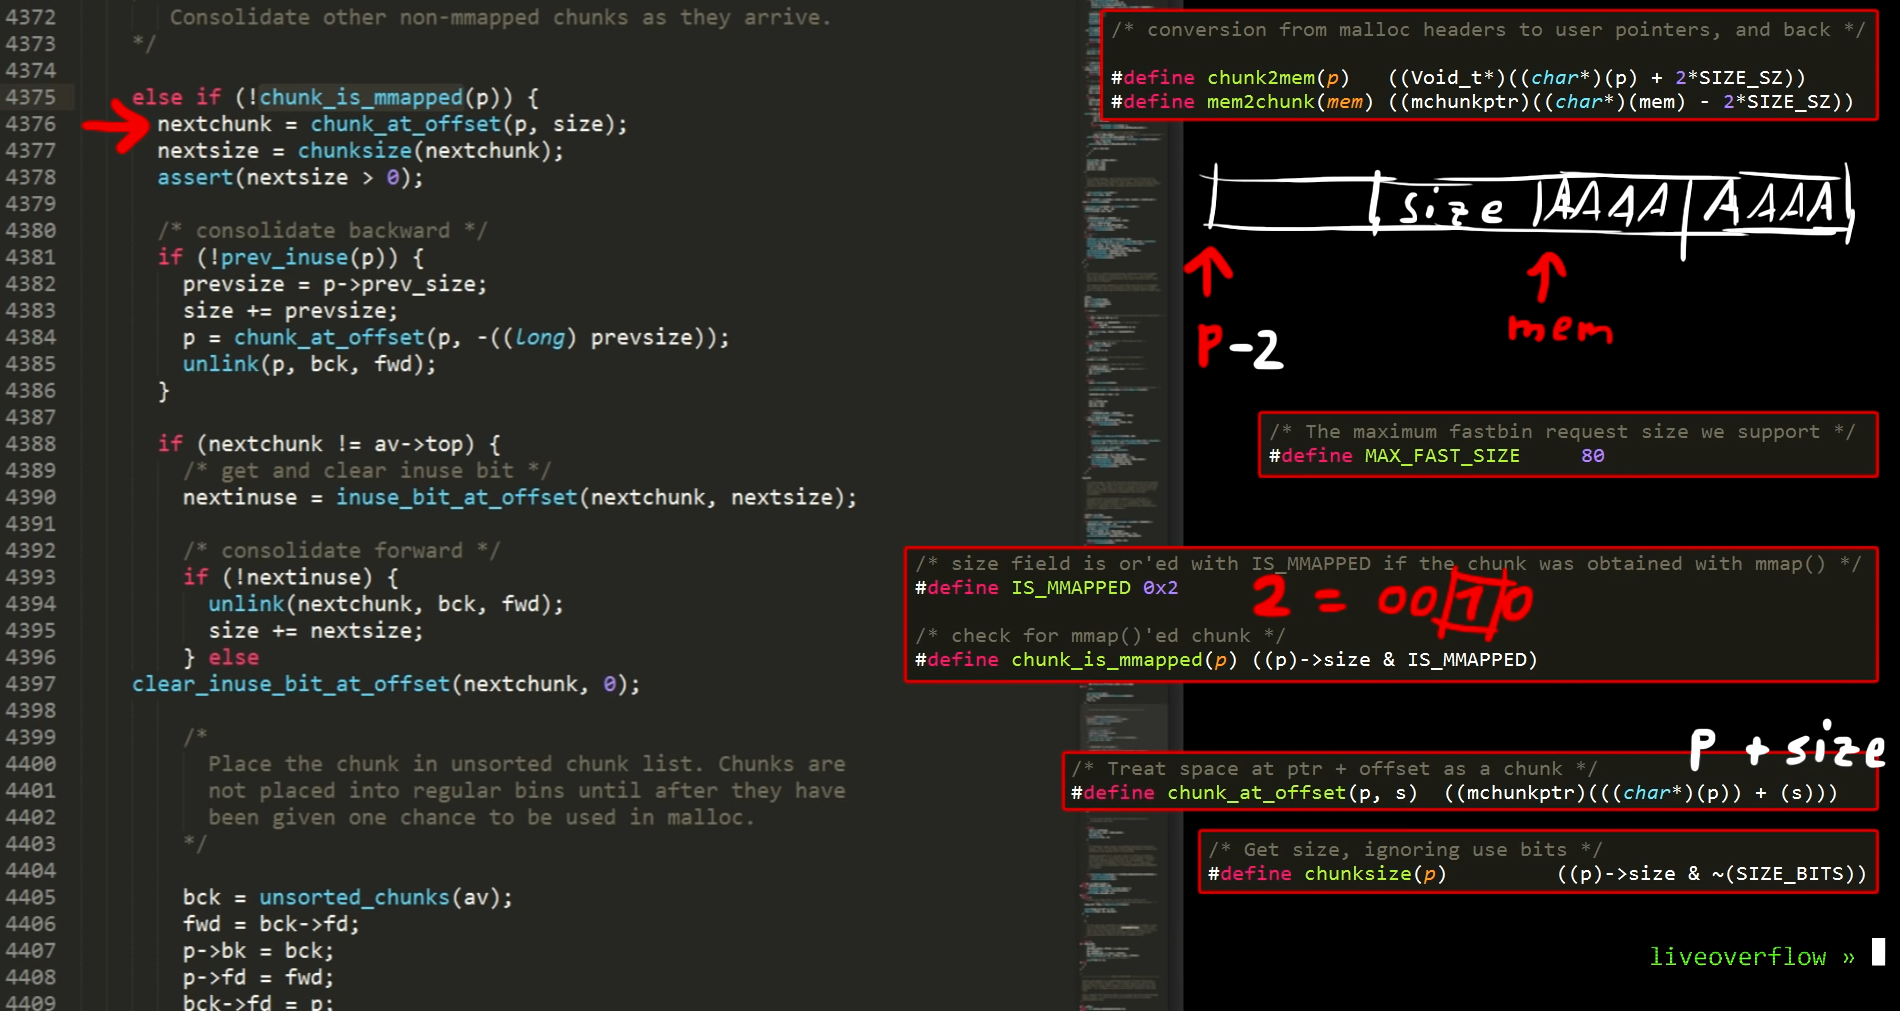 4372 Consolidate other non-mmapped chunks as they arrive.
4373 */
4374
4375 else if (!chunk_is_mmapped(p)) {
4376 nextchunk = chunk_at_offset(p, size);
4377 nextsize = chunksize(nextchunk);
4378 assert(nextsize > 0);
4379
4380 /* consolidate backward */
4381 if (!prev_inuse(p)) {
4382 prevsize = p->prev_size;
4383 size += prevsize;
4384 p = chunk_at_offset(p, -((long) prevsize));
4385 unlink(p, bck, fwd);
4386 }
4387
4388 if (nextchunk != av->top) {
4389 /* get and clear inuse bit */
4390 nextinuse = inuse_bit_at_offset(nextchunk, nextsize);
4391
4392 /* consolidate forward */
4393 if (!nextinuse) {
4394 unlink(nextchunk, bck, fwd);
4395 size += nextsize;
4396 } else
4397 clear_inuse_bit_at_offset(nextchunk, 0);
4398
4399 /*
4400 Place the chunk in unsorted chunk list. Chunks are
4401 not placed into regular bins until after they have
4402 been given one chance to be used in malloc.
4403 */
4404
4405 bck = unsorted_chunks(av);
4406 fwd = bck->fd;
4407 p->bk = bck;
4408 p->fd = fwd;
4409 bck->fd = p;
/* conversion from malloc headers to user pointers, and back */
#define chunk2mem(p) ((Void_t*)((char*)(p) + 2*SIZE_SZ))
#define mem2chunk(mem) ((mchunkptr)((char*)(mem) - 2*SIZE_SZ))
size AAAA AAAA
P-2 mem
/* The maximum fastbin request size we support */
#define MAX_FAST_SIZE 80
/* size field is or'ed with IS_MMAPPED if the chunk was obtained with mmap() */
#define IS_MMAPPED 0x2 2 = 0010
/* check for mmap()'ed chunk */
#define chunk_is_mmapped(p) ((p)->size & IS_MMAPPED)
P + size
/* Treat space at ptr + offset as a chunk */
#define chunk_at_offset(p, s) ((mchunkptr)(((char*)(p)) + (s)))
/* Get size, ignoring use bits */
#define chunksize(p) ((p)->size & ~(SIZE_BITS))
liveoverflow »